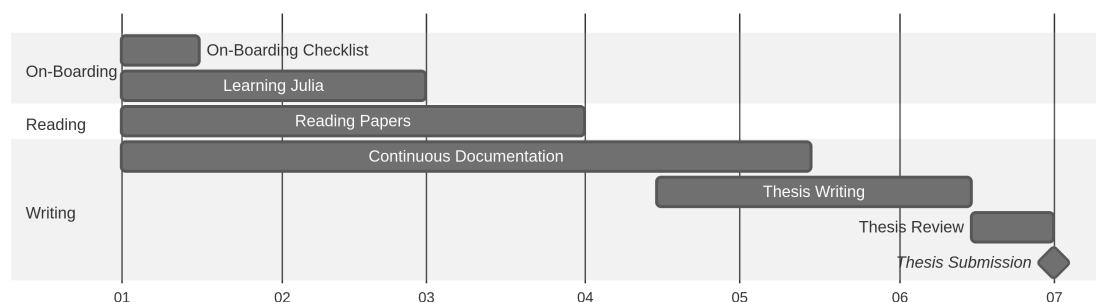 On-Boarding
On-Boarding Checklist
Learning Julia
Reading
Reading Papers
Writing
Continuous Documentation
Thesis Writing
Thesis Review
Thesis Submission
01 02 03 04 05 06 07